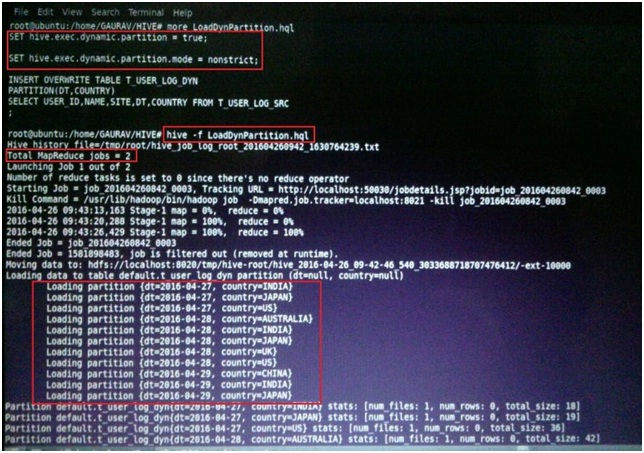 File Edit View Search Terminal Help
root@ubuntu:/home/GAURAV/HIVE# more LoadDynPartition.hql
SET hive.exec.dynamic.partition = true;
SET hive.exec.dynamic.partition.mode = nonstrict;
INSERT OVERWRITE TABLE T_USER_LOG_DYN
PARTITION(DT,COUNTRY)
SELECT USER_ID,NAME,SITE,DT,COUNTRY FROM T_USER_LOG_SRC
;
root@ubuntu:/home/GAURAV/HIVE# hive -f LoadDynPartition.hql
Hive history file=/tmp/root/hive_job_log_root_201604260942_1630764239.txt
Total MapReduce jobs = 2
Launching Job 1 out of 2
Number of reduce tasks is set to 0 since there's no reduce operator
Starting Job = job_201604260842_0003, Tracking URL = http://localhost:50030/jobdetails.jsp?jobid=job_201604260842_0003
Kill Command = /usr/lib/hadoop/bin/hadoop job  -Dmapred.job.tracker=localhost:8021 -kill job_201604260842_0003
2016-04-26 09:43:13,163 Stage-1 map = 0%,  reduce = 0%
2016-04-26 09:43:20,288 Stage-1 map = 100%,  reduce = 0%
2016-04-26 09:43:26,429 Stage-1 map = 100%,  reduce = 100%
Ended Job = job_201604260842_0003
Ended Job = 1581898483, job is filtered out (removed at runtime).
Moving data to: hdfs://localhost:8020/tmp/hive-root/hive_2016-04-26_09-42-46_540_3033688718707476412/-ext-10000
Loading data to table default.t_user_log_dyn partition (dt=null, country=null)
Loading partition {dt=2016-04-27, country=INDIA}
Loading partition {dt=2016-04-27, country=JAPAN}
Loading partition {dt=2016-04-27, country=US}
Loading partition {dt=2016-04-28, country=AUSTRALIA}
Loading partition {dt=2016-04-28, country=INDIA}
Loading partition {dt=2016-04-28, country=JAPAN}
Loading partition {dt=2016-04-28, country=UK}
Loading partition {dt=2016-04-28, country=US}
Loading partition {dt=2016-04-29, country=CHINA}
Loading partition {dt=2016-04-29, country=INDIA}
Loading partition {dt=2016-04-29, country=JAPAN}
Partition default.t_user_log_dyn{dt=2016-04-27, country=INDIA} stats: [num_files: 1, num_rows: 0, total_size: 18]
Partition default.t_user_log_dyn{dt=2016-04-27, country=JAPAN} stats: [num_files: 1, num_rows: 0, total_size: 19]
Partition default.t_user_log_dyn{dt=2016-04-27, country=US} stats: [num_files: 1, num_rows: 0, total_size: 36]
Partition default.t_user_log_dyn{dt=2016-04-28, country=AUSTRALIA} stats: [num_files: 1, num_rows: 0, total_size: 42]